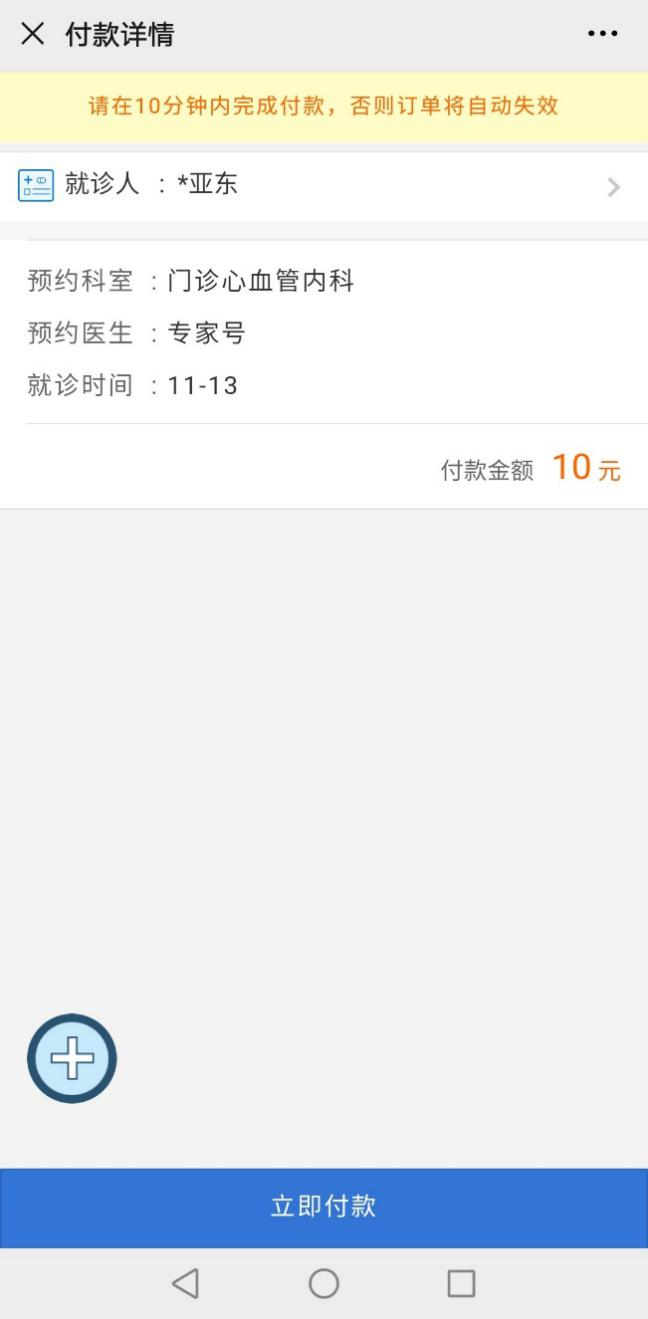 付款详情
请在10分钟内完成付款，否则订单将自动失效
就诊人 ：*亚东
预约科室 ：门诊心血管内科
预约医生 ：专家号
就诊时间 ：11-13
付款金额 10 元
立即付款